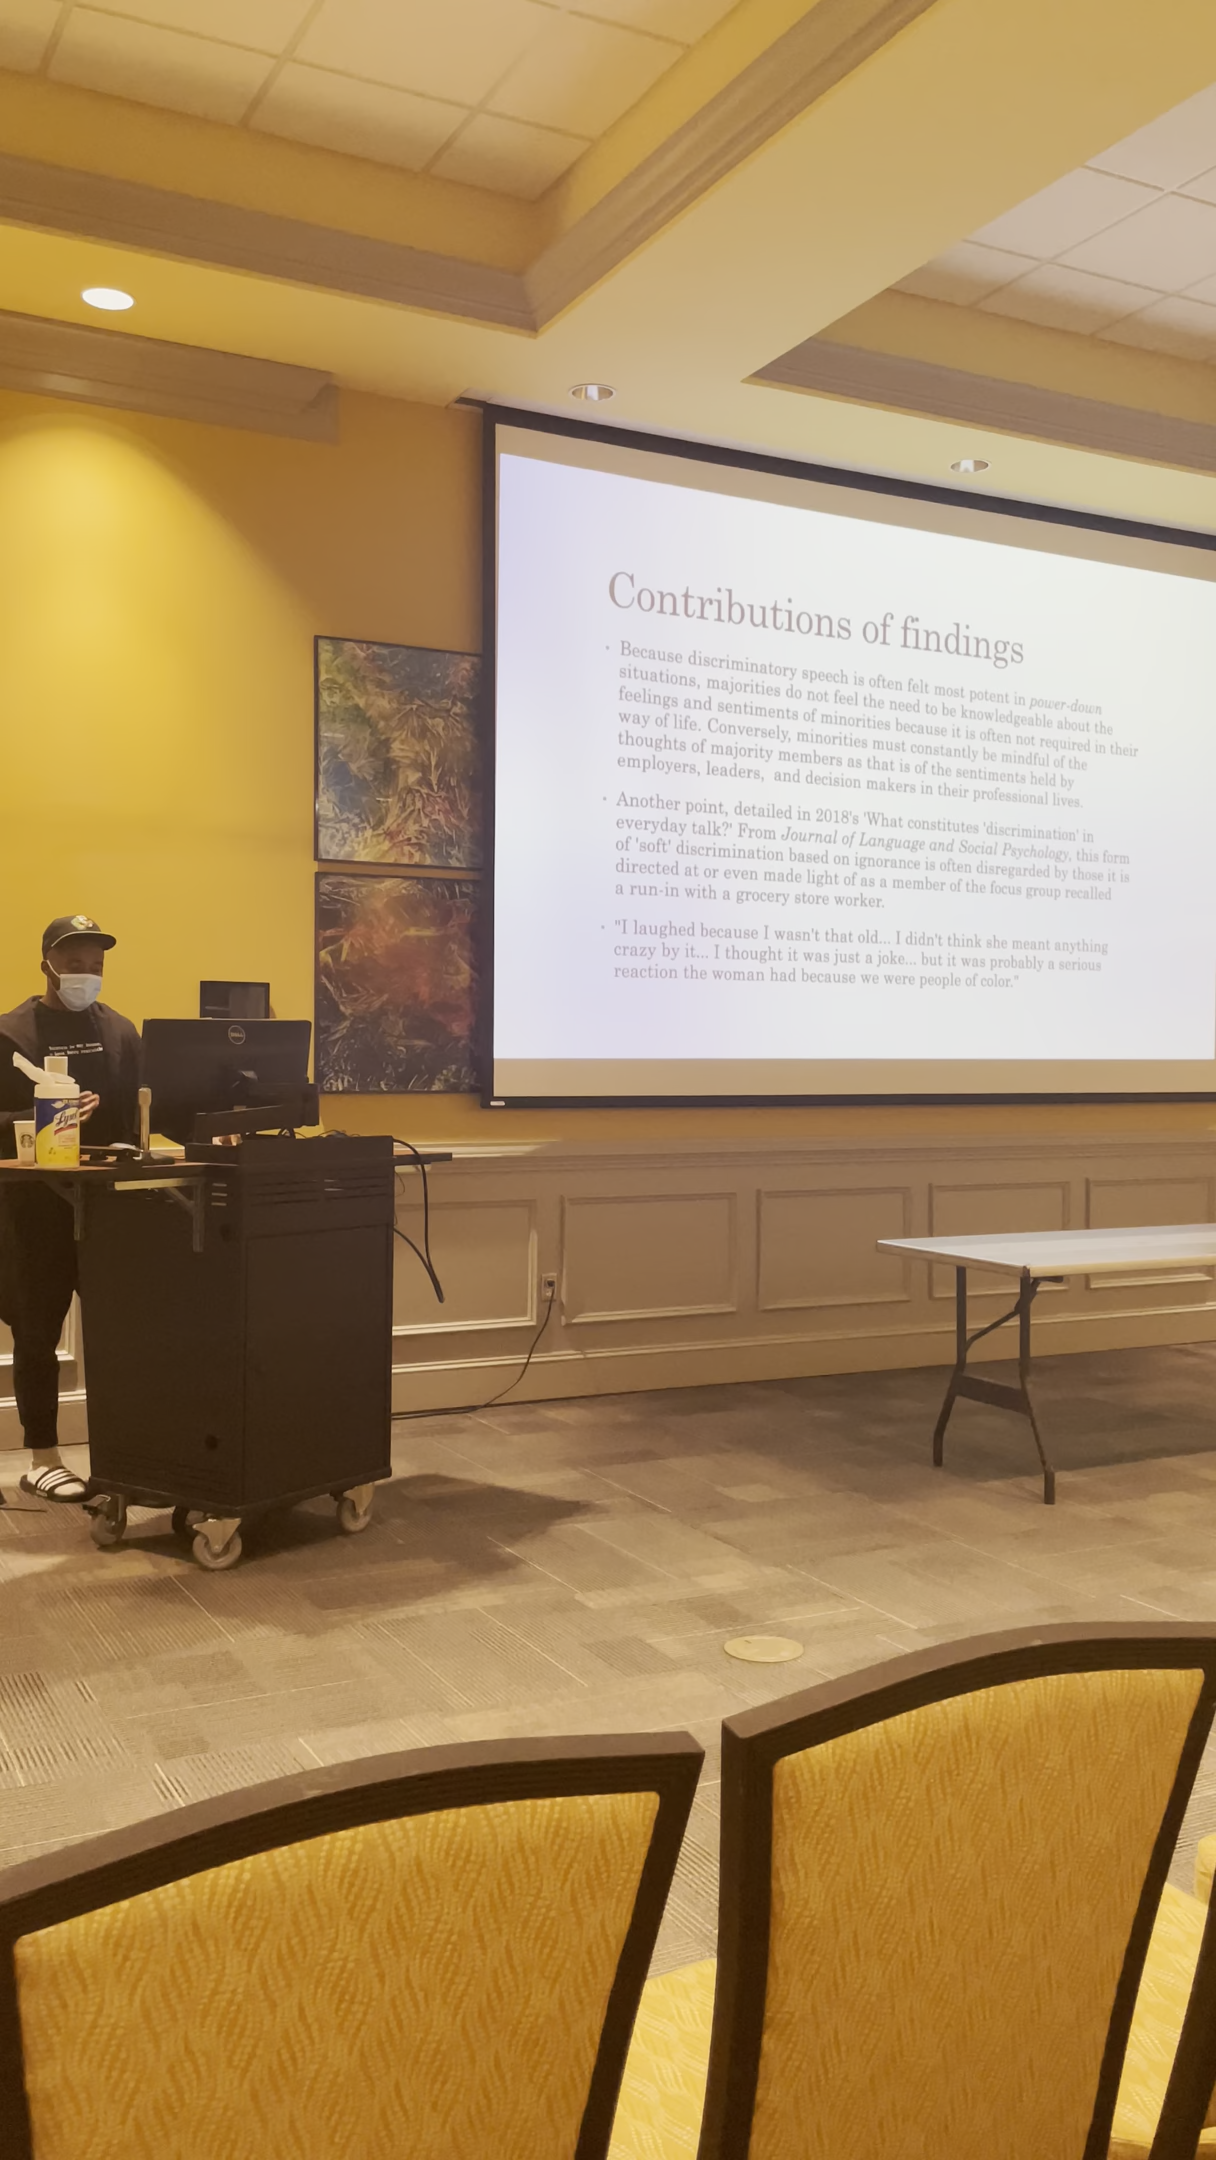 Contributions of findings
• Because discriminatory speech is often felt most potent in power-down
situations, majorities do not feel the need to be knowledgeable about the
feelings and sentiments of minorities because it is often not required in their
way of life. Conversely, minorities must constantly be mindful of the
thoughts of majority members as that is of the sentiments held by
employers, leaders, and decision makers in their professional lives.
• Another point, detailed in 2018's 'What constitutes 'discrimination' in
everyday talk?' From Journal of Language and Social Psychology, this form
of 'soft' discrimination based on ignorance is often disregarded by those it is
directed at or even made light of as a member of the focus group recalled
a run-in with a grocery store worker.
• "I laughed because I wasn't that old... I didn't think she meant anything
crazy by it... I thought it was just a joke... but it was probably a serious
reaction the woman had because we were people of color."
DELL
Lysol